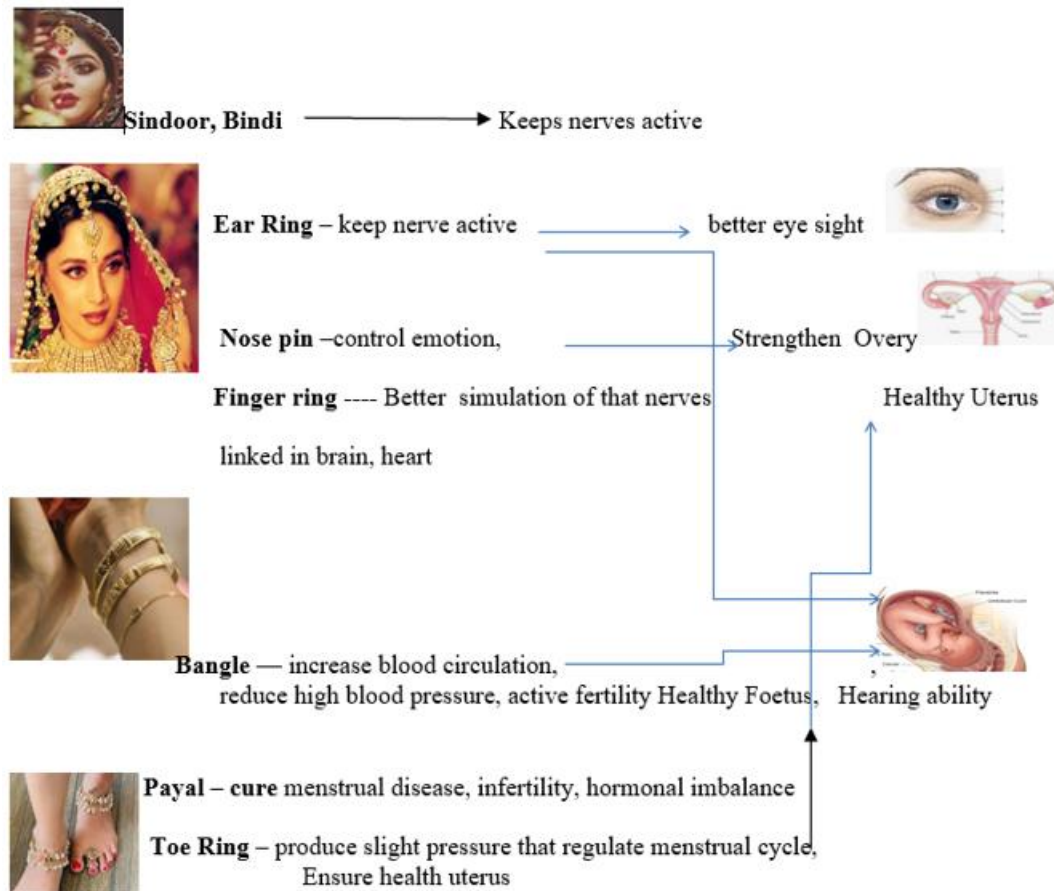 Sindoor, Bindi Keeps nerves active
Ear Ring – keep nerve active better eye sight
Nose pin –control emotion, Strengthen Overy
Finger ring ---- Better simulation of that nerves Healthy Uterus
linked in brain, heart
Bangle — increase blood circulation, ,
reduce high blood pressure, active fertility Healthy Foetus, Hearing ability
Payal – cure menstrual disease, infertility, hormonal imbalance
Toe Ring – produce slight pressure that regulate menstrual cycle,
Ensure health uterus